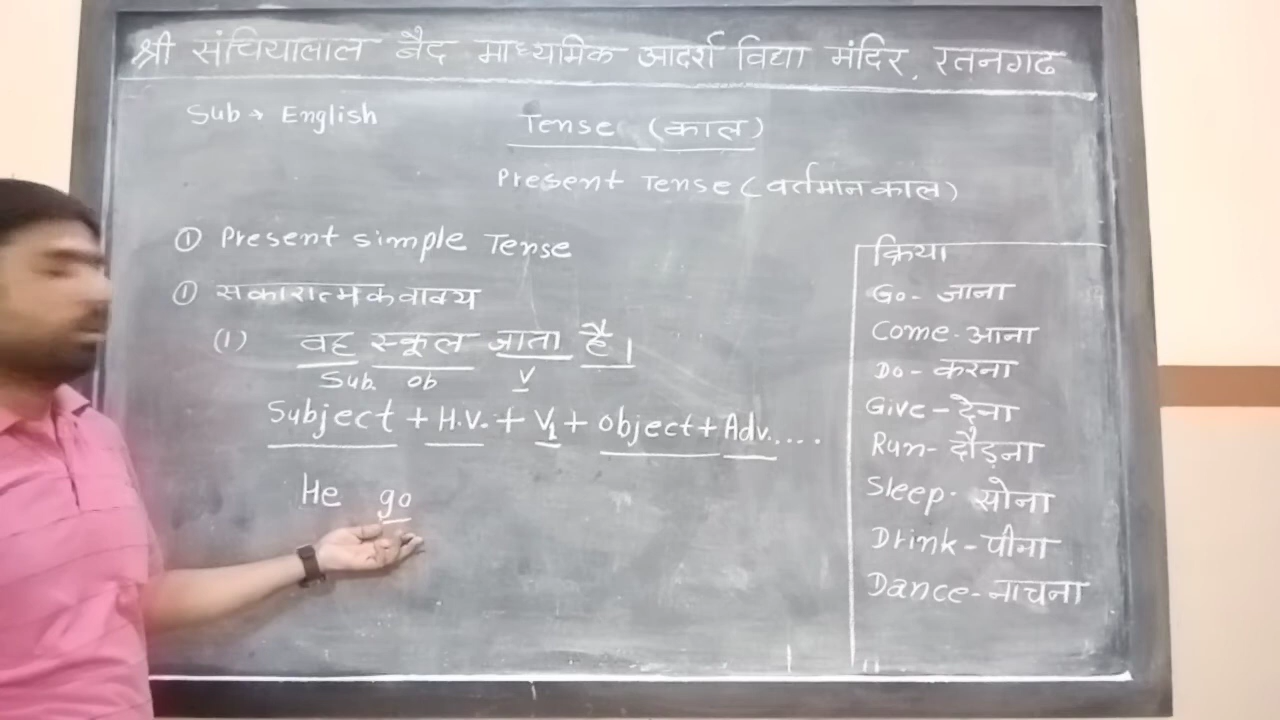 श्री संचियालाल बैद माध्यमिक आदर्श विद्या मंदिर, रतनगढ
Sub → English
Tense (काल)
Present Tense (वर्तमान काल)
① Present simple Tense
① सकारात्मक वाक्य
(1) वह स्कूल जाता है।
Sub. ob V V
Subject + H.V. + V1 + object + Adv....
He go
क्रिया
Go - जाना
Come - आना
Do - करना
Give - देना
Run - दौड़ना
Sleep - सोना
Drink - पीना
Dance - नाचना